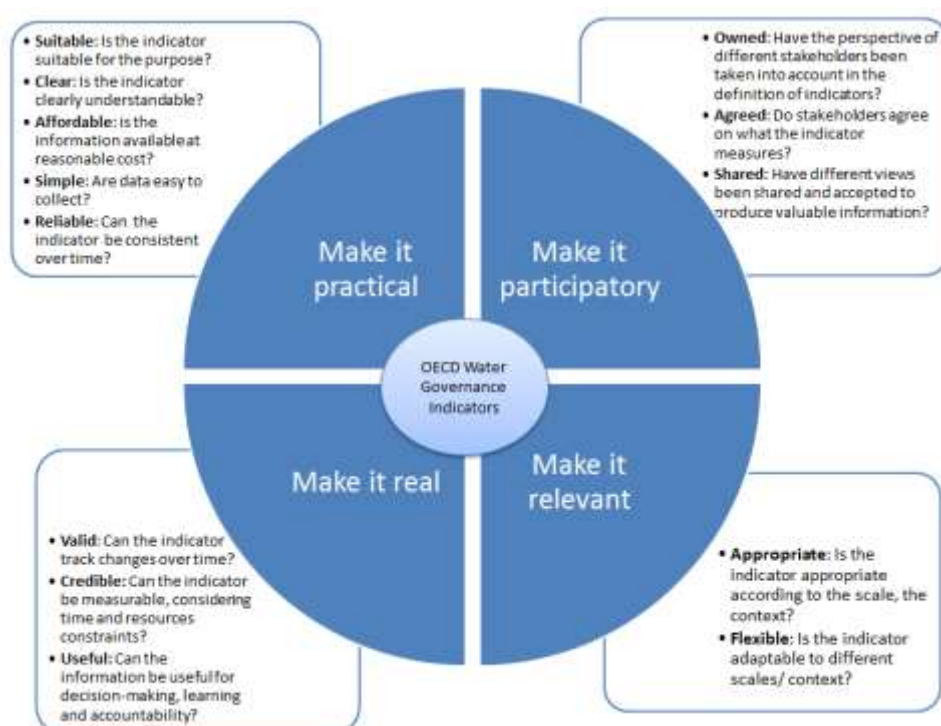 • Suitable: Is the indicator
suitable for the purpose?
• Clear: Is the indicator
clearly understandable?
• Affordable: Is the
information available at
reasonable cost?
• Simple: Are data easy to
collect?
• Reliable: Can the
indicator be consistent
over time?
• Owned: Have the perspective of
different stakeholders been
taken into account in the
definition of indicators?
• Agreed: Do stakeholders agree
on what the indicator
measures?
• Shared: Have different views
been shared and accepted to
produce valuable information?
Make it
practical
Make it
participatory
OECD Water
Governance
Indicators
Make it real
Make it
relevant
• Valid: Can the indicator
track changes over time?
• Credible: Can the indicator
be measurable, considering
time and resources
constraints?
• Useful: Can the
information be useful for
decision-making, learning
and accountability?
• Appropriate: Is the
indicator appropriate
according to the scale, the
context?
• Flexible: Is the indicator
adaptable to different
scales/ context?